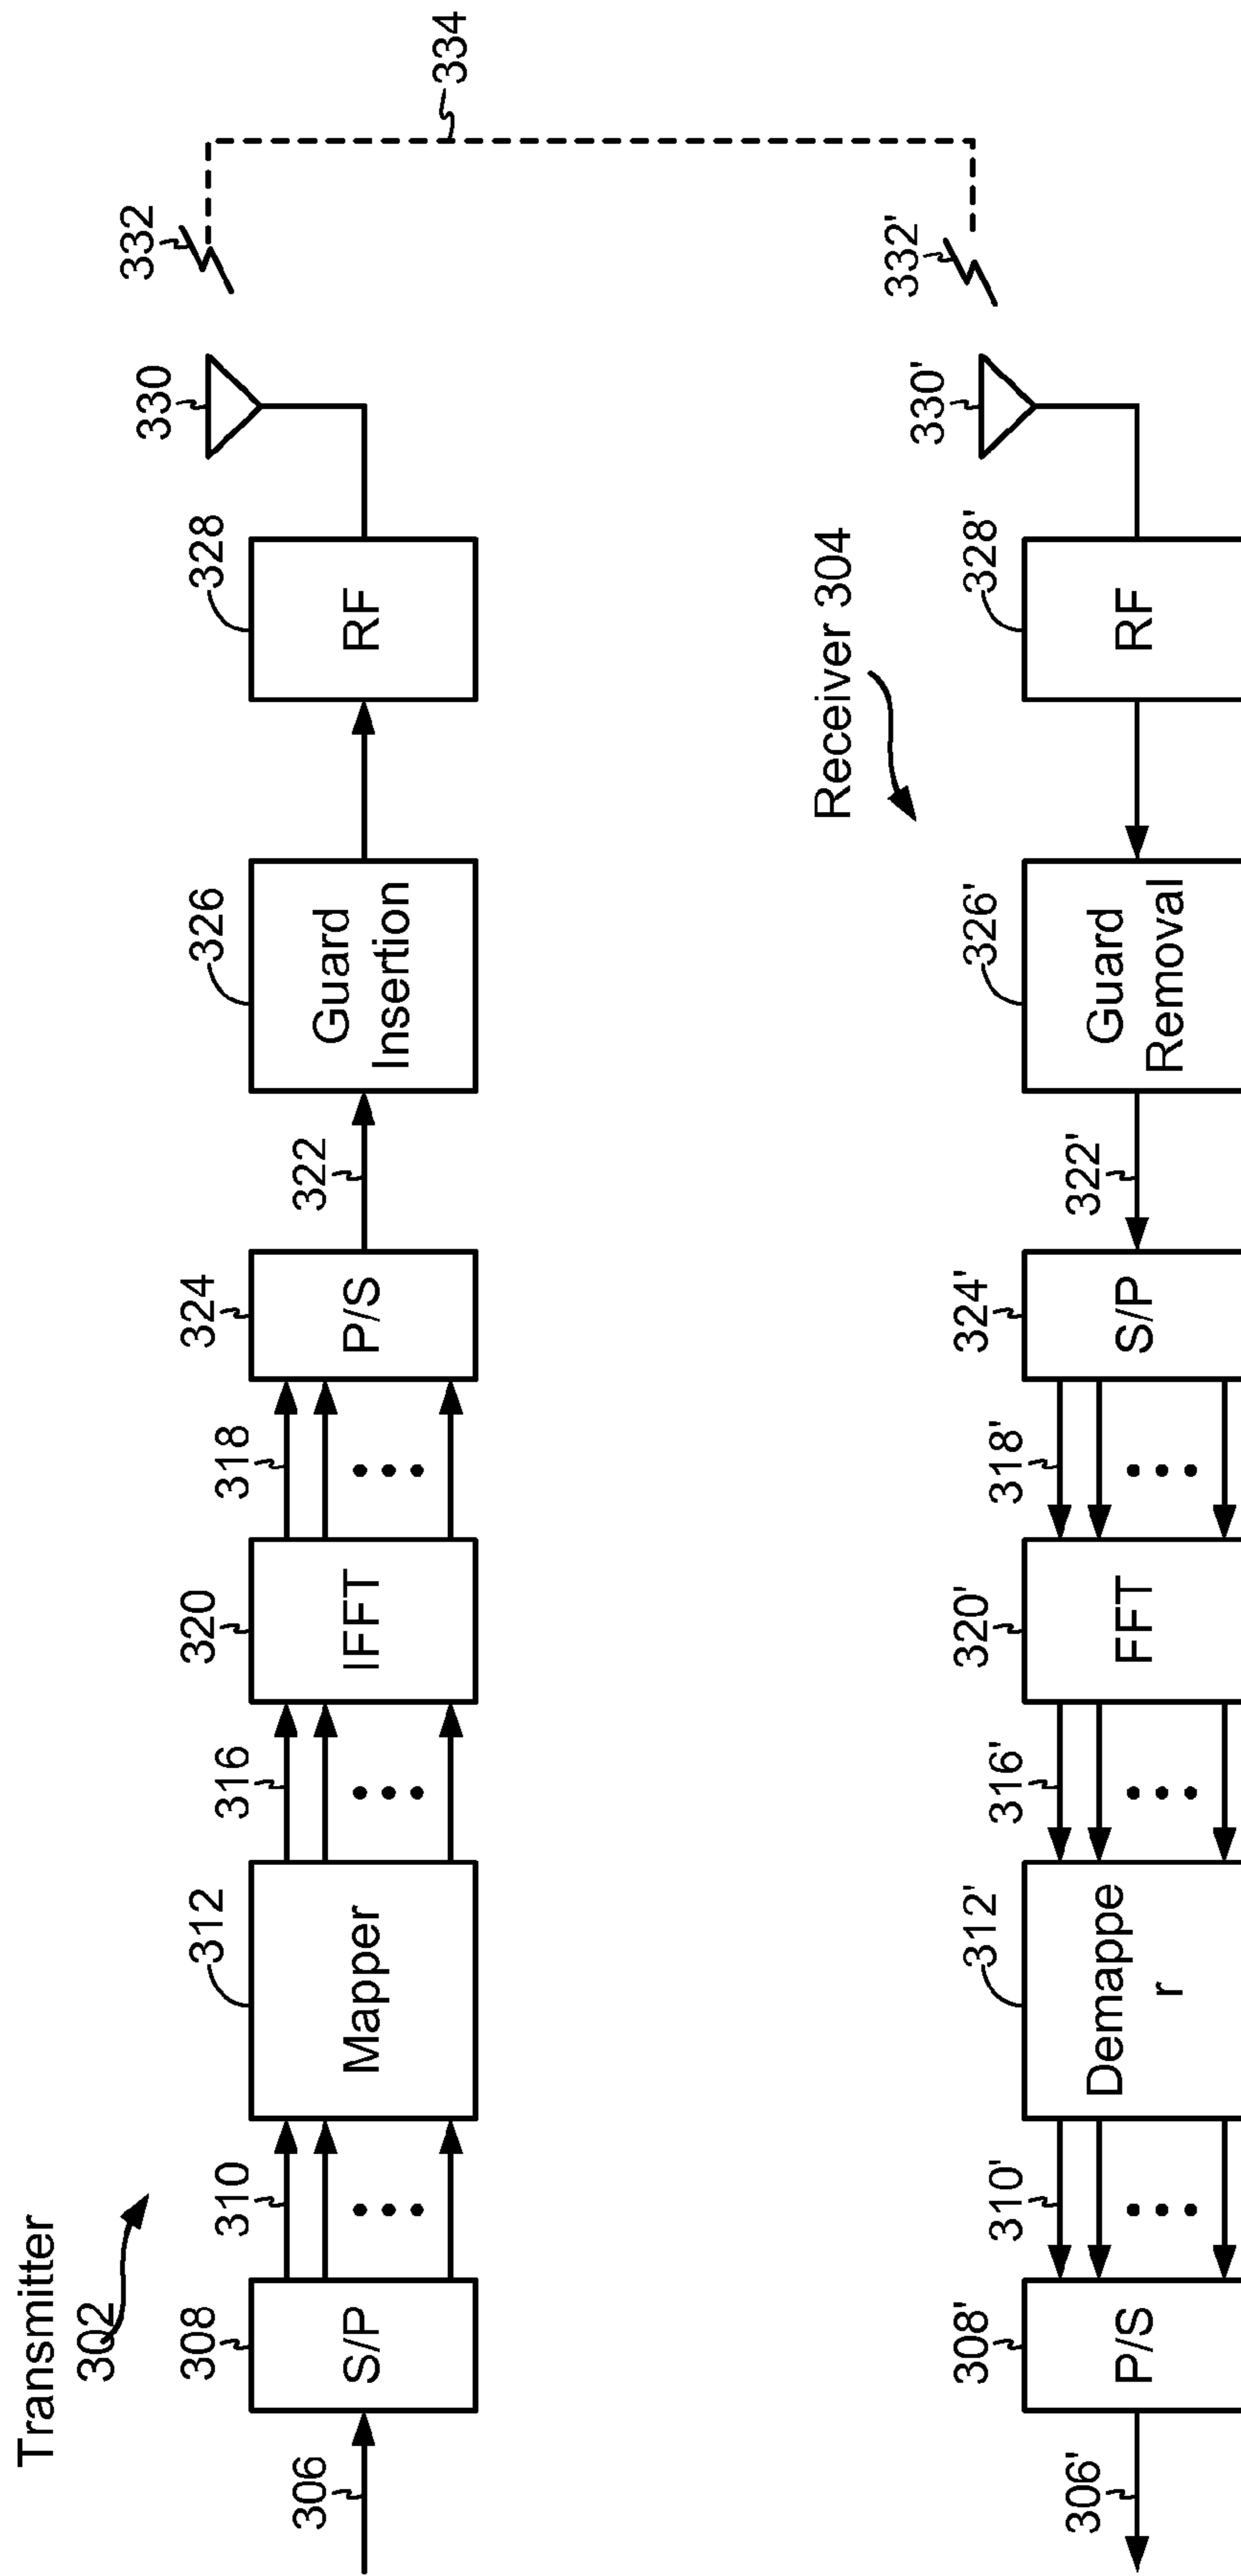 Transmitter
302
306
308
S/P
310
312
Mapper
316
320
IFFT
318
324
P/S
322
326
Guard
Insertion
328
RF
330
332
334
Receiver 304
306'
308'
P/S
310'
312'
Demappe
r
316'
320'
FFT
318'
324'
S/P
322'
326'
Guard
Removal
328'
RF
330'
332'